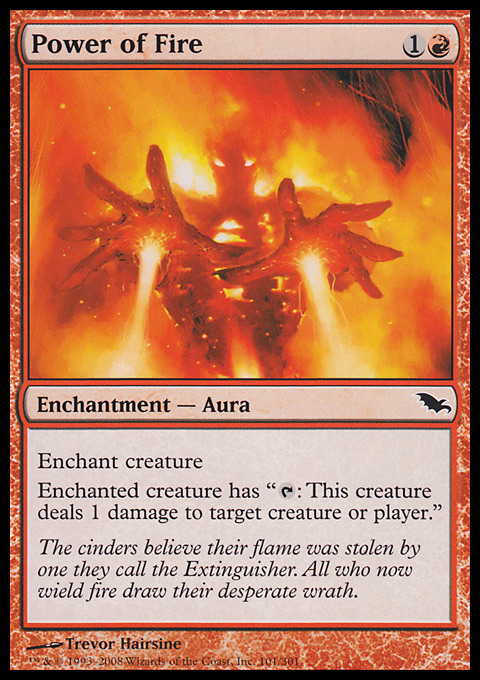 Power of Fire 1
Enchantment — Aura
Enchant creature
Enchanted creature has “: This creature
deals 1 damage to target creature or player.”
The cinders believe their flame was stolen by
one they call the Extinguisher. All who now
wield fire draw their desperate wrath.
Trevor Hairsine
™ & © 1993–2008 Wizards of the Coast, Inc. 101/301